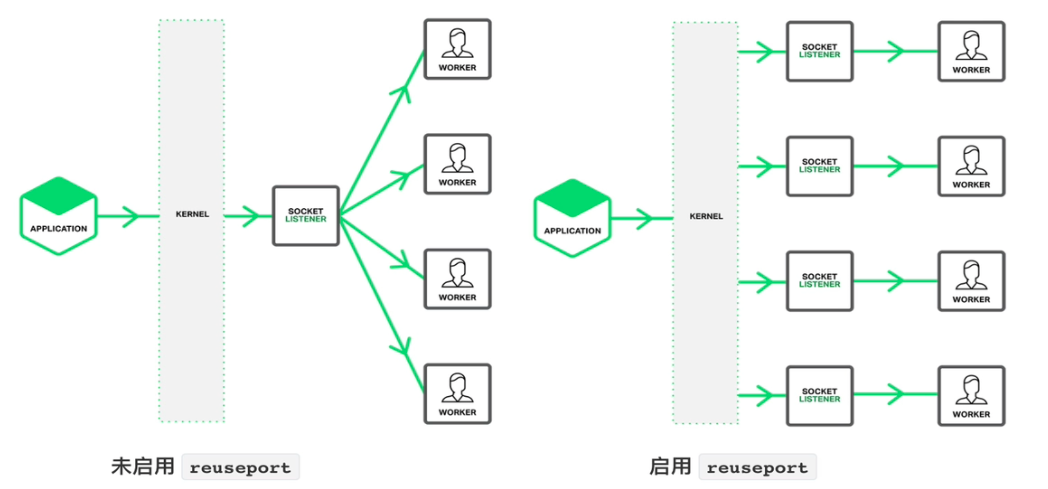 WORKER
WORKER
WORKER
WORKER
APPLICATION
KERNEL
SOCKET
LISTENER
未启用 reuseport
APPLICATION
KERNEL
SOCKET
LISTENER
WORKER
SOCKET
LISTENER
WORKER
SOCKET
LISTENER
WORKER
SOCKET
LISTENER
WORKER
启用 reuseport